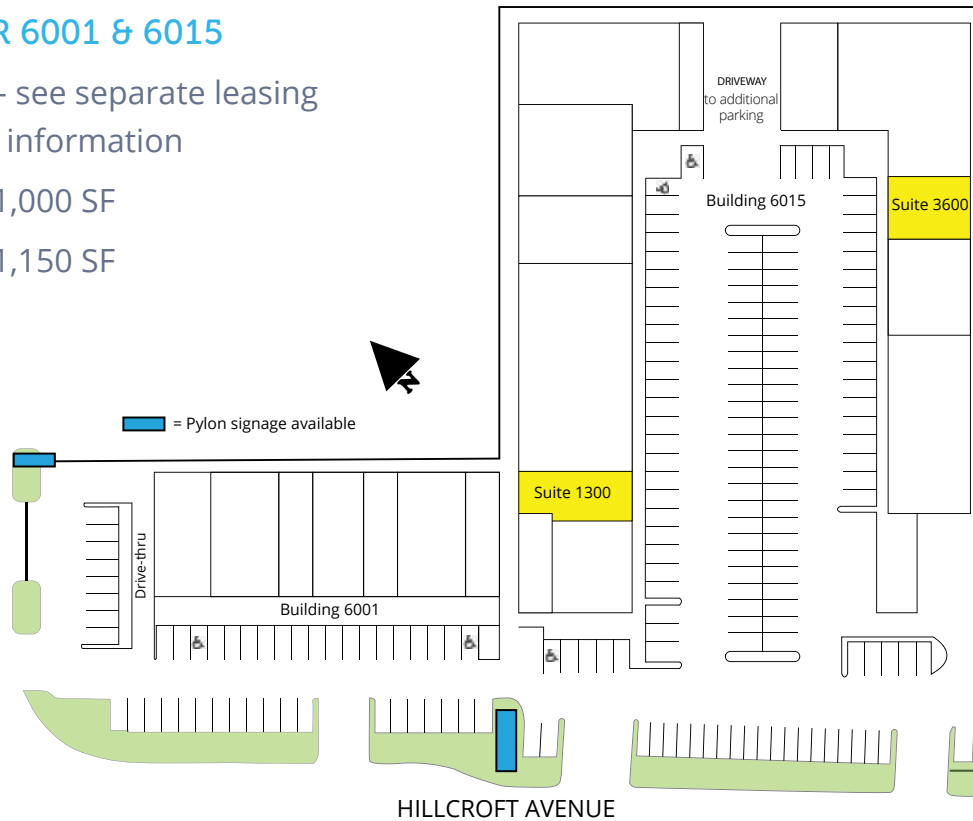 R 6001 & 6015
- see separate leasing
information
1,000 SF
1,150 SF
DRIVEWAY
to additional
parking
Building 6015
Suite 3600
N
= Pylon signage available
Suite 1300
Drive-thru
Building 6001
HILLCROFT AVENUE